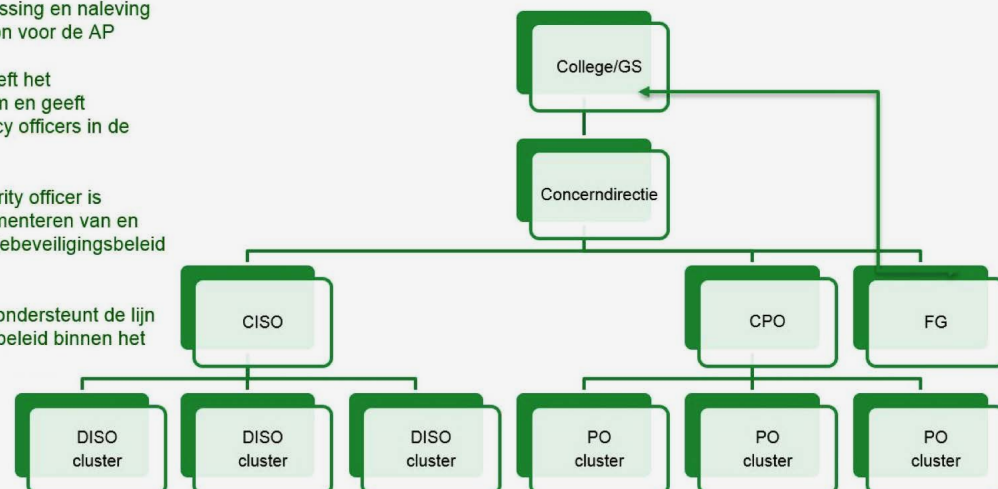 ssing en naleving
n voor de AP
eft het
n en geeft
cy officers in de
rity officer is
menteren van en
ebeveiligingsbeleid
ondersteunt de lijn
beleid binnen het
College/GS
Concerndirectie
CISO
CPO
FG
DISO
cluster
DISO
cluster
DISO
cluster
PO
cluster
PO
cluster
PO
cluster